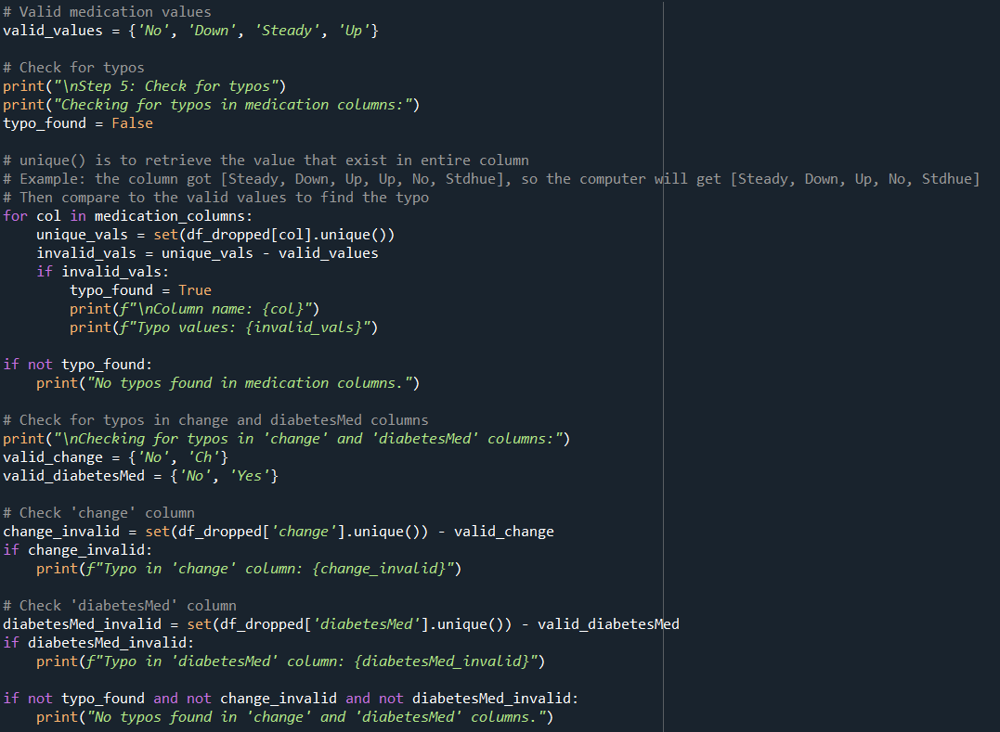 # Valid medication values
valid_values = {'No', 'Down', 'Steady', 'Up'}

# Check for typos
print("\nStep 5: Check for typos")
print("Checking for typos in medication columns:")
typo_found = False

# unique() is to retrieve the value that exist in entire column
# Example: the column got [Steady, Down, Up, Up, No, Stdhue], so the computer will get [Steady, Down, Up, No, Stdhue]
# Then compare to the valid values to find the typo
for col in medication_columns:
    unique_vals = set(df_dropped[col].unique())
    invalid_vals = unique_vals - valid_values
    if invalid_vals:
        typo_found = True
        print(f"\nColumn name: {col}")
        print(f"Typo values: {invalid_vals}")

if not typo_found:
    print("No typos found in medication columns.")

# Check for typos in change and diabetesMed columns
print("\nChecking for typos in 'change' and 'diabetesMed' columns:")
valid_change = {'No', 'Ch'}
valid_diabetesMed = {'No', 'Yes'}

# Check 'change' column
change_invalid = set(df_dropped['change'].unique()) - valid_change
if change_invalid:
    print(f"Typo in 'change' column: {change_invalid}")

# Check 'diabetesMed' column
diabetesMed_invalid = set(df_dropped['diabetesMed'].unique()) - valid_diabetesMed
if diabetesMed_invalid:
    print(f"Typo in 'diabetesMed' column: {diabetesMed_invalid}")

if not typo_found and not change_invalid and not diabetesMed_invalid:
    print("No typos found in 'change' and 'diabetesMed' columns.")